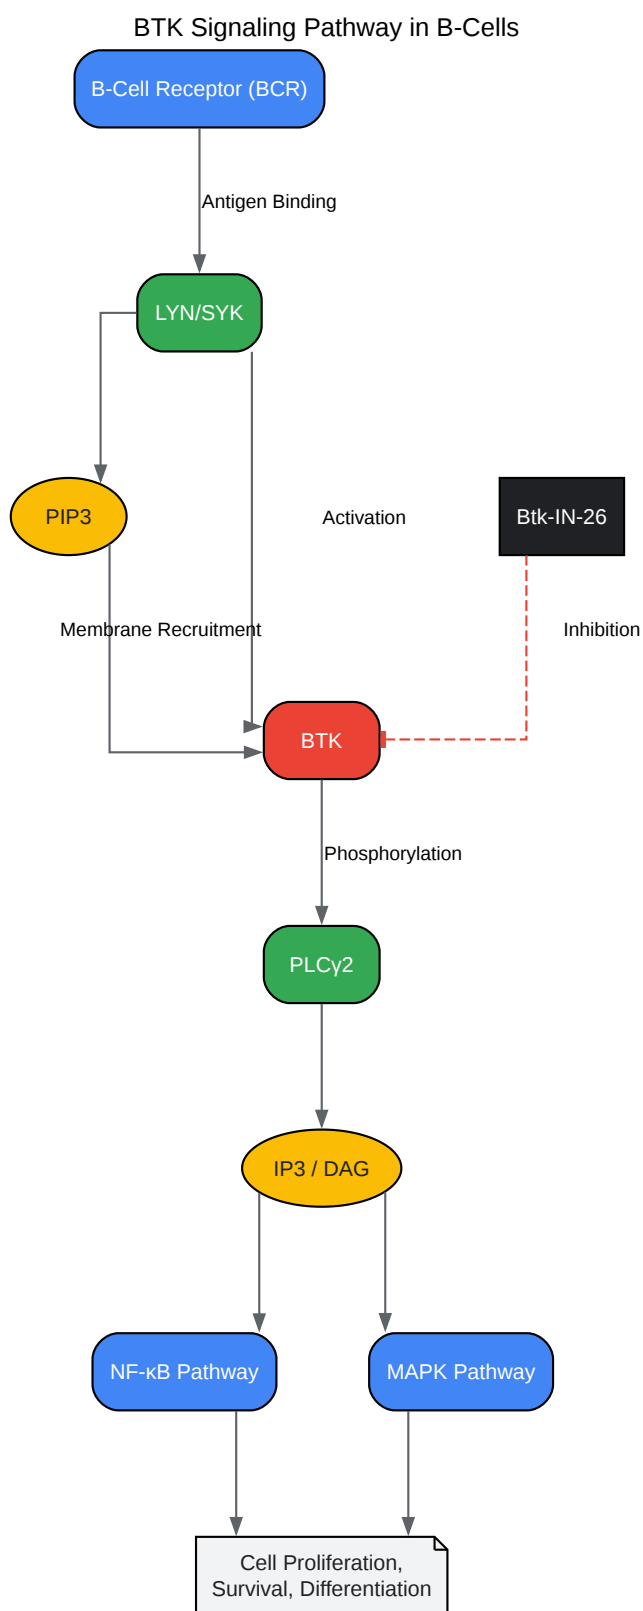 BTK Signaling Pathway in B-Cells
B-Cell Receptor (BCR)
Antigen Binding
LYN/SYK
PIP3
Activation
Btk-IN-26
Membrane Recruitment
Inhibition
BTK
Phosphorylation
PLCγ2
IP3 / DAG
NF-κB Pathway
MAPK Pathway
Cell Proliferation,
Survival, Differentiation